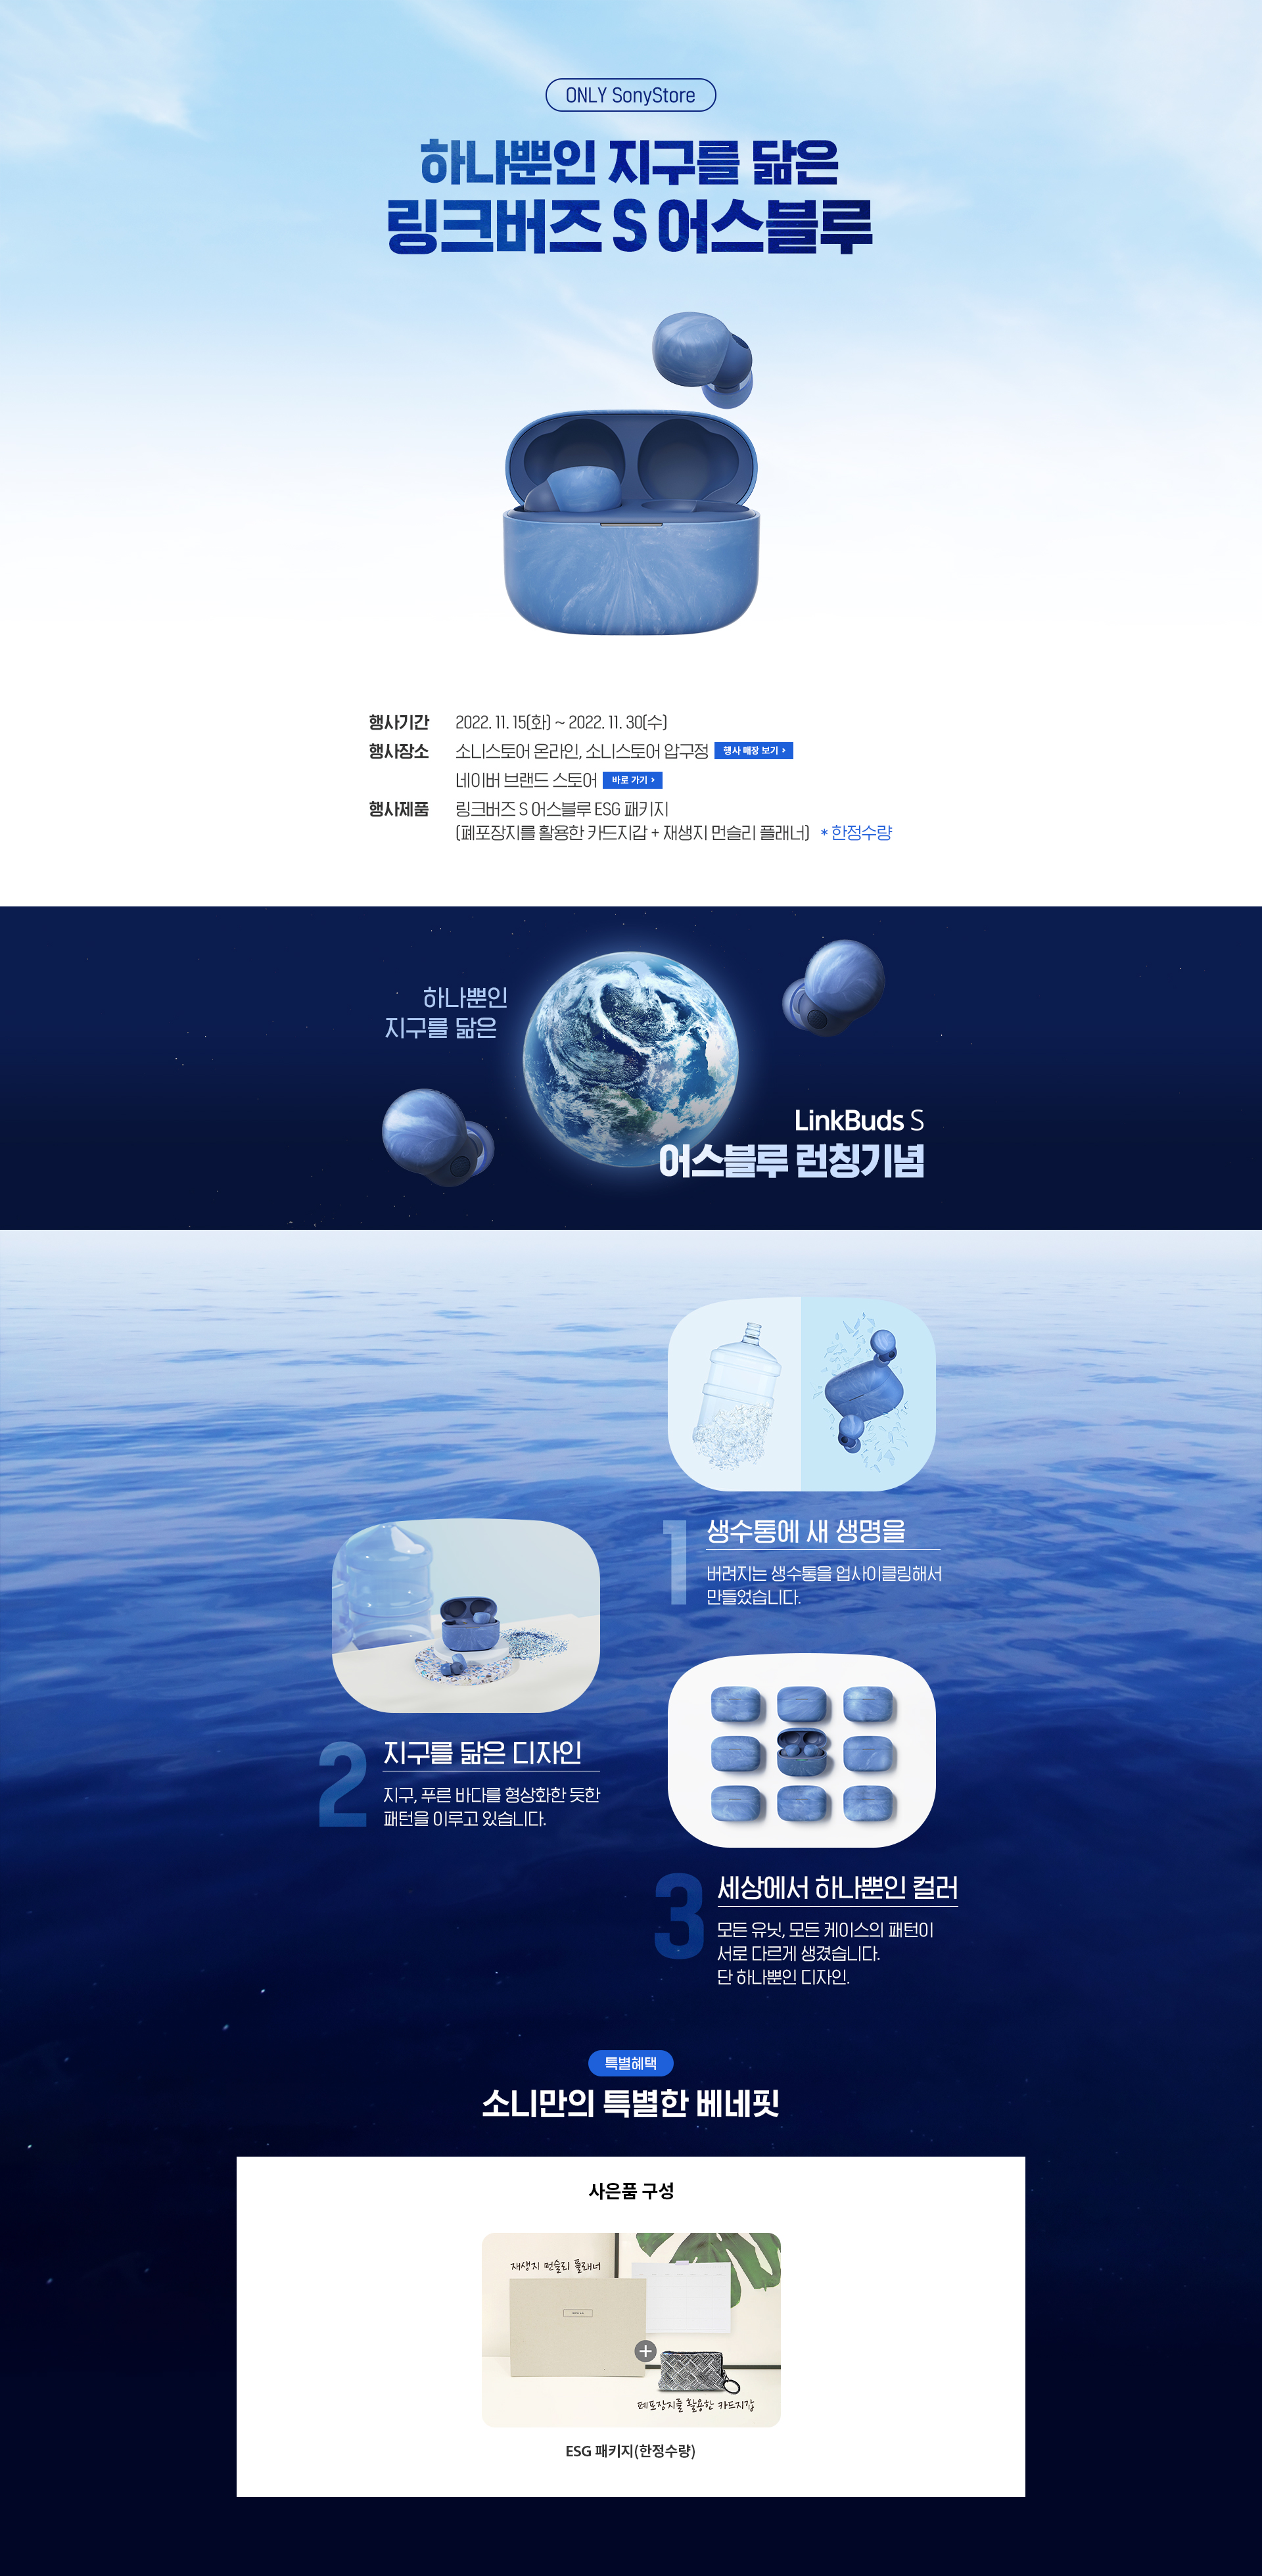 ONLY SonyStore
하나뿐인 지구를 닮은
링크버즈 S 어스블루
행사기간 2022. 11. 15(화) ~ 2022. 11. 30(수)
행사장소 소니스토어 온라인, 소니스토어 압구정 행사 매장 보기 >
네이버 브랜드 스토어 바로 가기 >
행사제품 링크버즈 S 어스블루 ESG 패키지
(폐포장지를 활용한 카드지갑 + 재생지 먼슬리 플래너) * 한정수량
하나뿐인
지구를 닮은
LinkBuds S
어스블루 런칭기념
1 생수통에 새 생명을
버려지는 생수통을 업사이클링해서
만들었습니다.
2 지구를 닮은 디자인
지구, 푸른 바다를 형상화한 듯한
패턴을 이루고 있습니다.
3 세상에서 하나뿐인 컬러
모든 유닛, 모든 케이스의 패턴이
서로 다르게 생겼습니다.
단 하나뿐인 디자인.
특별혜택
소니만의 특별한 베네핏
사은품 구성
재생지 먼슬리 플래너
+
폐포장지를 활용한 카드지갑
ESG 패키지(한정수량)